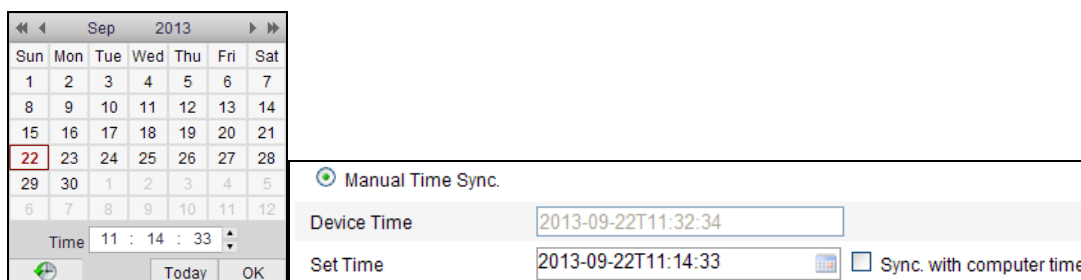 Sep 2013
Sun Mon Tue Wed Thu Fri Sat
1 2 3 4 5 6 7
8 9 10 11 12 13 14
15 16 17 18 19 20 21
22 23 24 25 26 27 28
29 30 1 2 3 4 5
6 7 8 9 10 11 12
Time 11 : 14 : 33
Today OK
Manual Time Sync.
Device Time 2013-09-22T11:32:34
Set Time 2013-09-22T11:14:33 Sync. with computer time